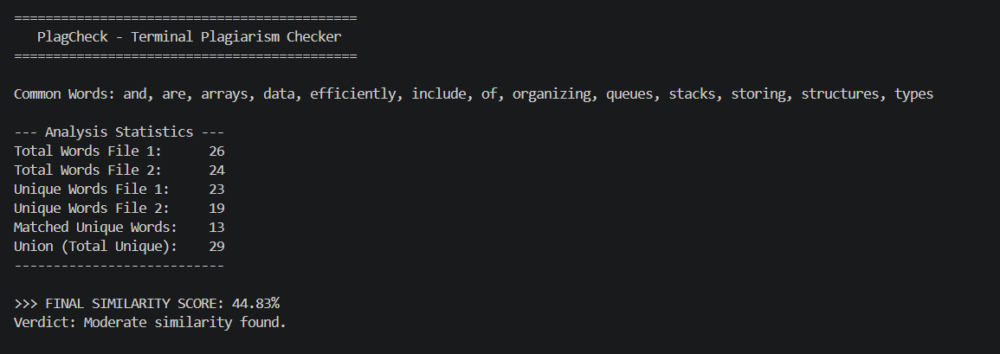 ============================================
PlagCheck - Terminal Plagiarism Checker
============================================
Common Words: and, are, arrays, data, efficiently, include, of, organizing, queues, stacks, storing, structures, types
--- Analysis Statistics ---
Total Words File 1: 26
Total Words File 2: 24
Unique Words File 1: 23
Unique Words File 2: 19
Matched Unique Words: 13
Union (Total Unique): 29
---------------------------
>>> FINAL SIMILARITY SCORE: 44.83%
Verdict: Moderate similarity found.